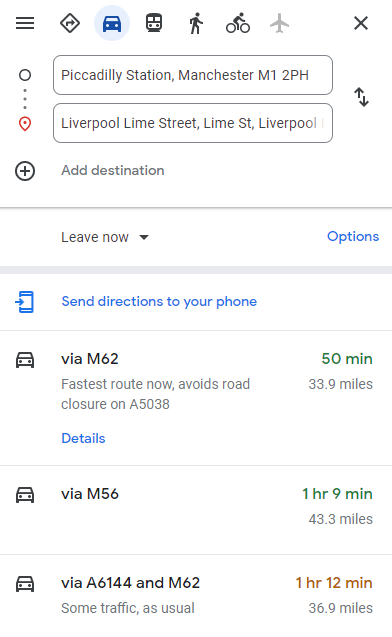 Piccadilly Station, Manchester M1 2PH
Liverpool Lime Street, Lime St, Liverpool
Add destination
Leave now
Options
Send directions to your phone
via M62
50 min
Fastest route now, avoids road
33.9 miles
closure on A5038
Details
via M56
1 hr 9 min
43.3 miles
via A6144 and M62
1 hr 12 min
Some traffic, as usual
36.9 miles